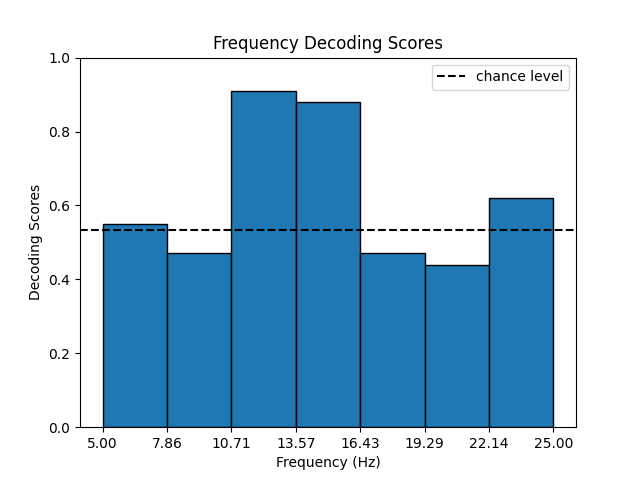 Frequency Decoding Scores
chance level
1.0
0.8
0.6
0.4
0.2
0.0
Decoding Scores
5.00 7.86 10.71 13.57 16.43 19.29 22.14 25.00
Frequency (Hz)